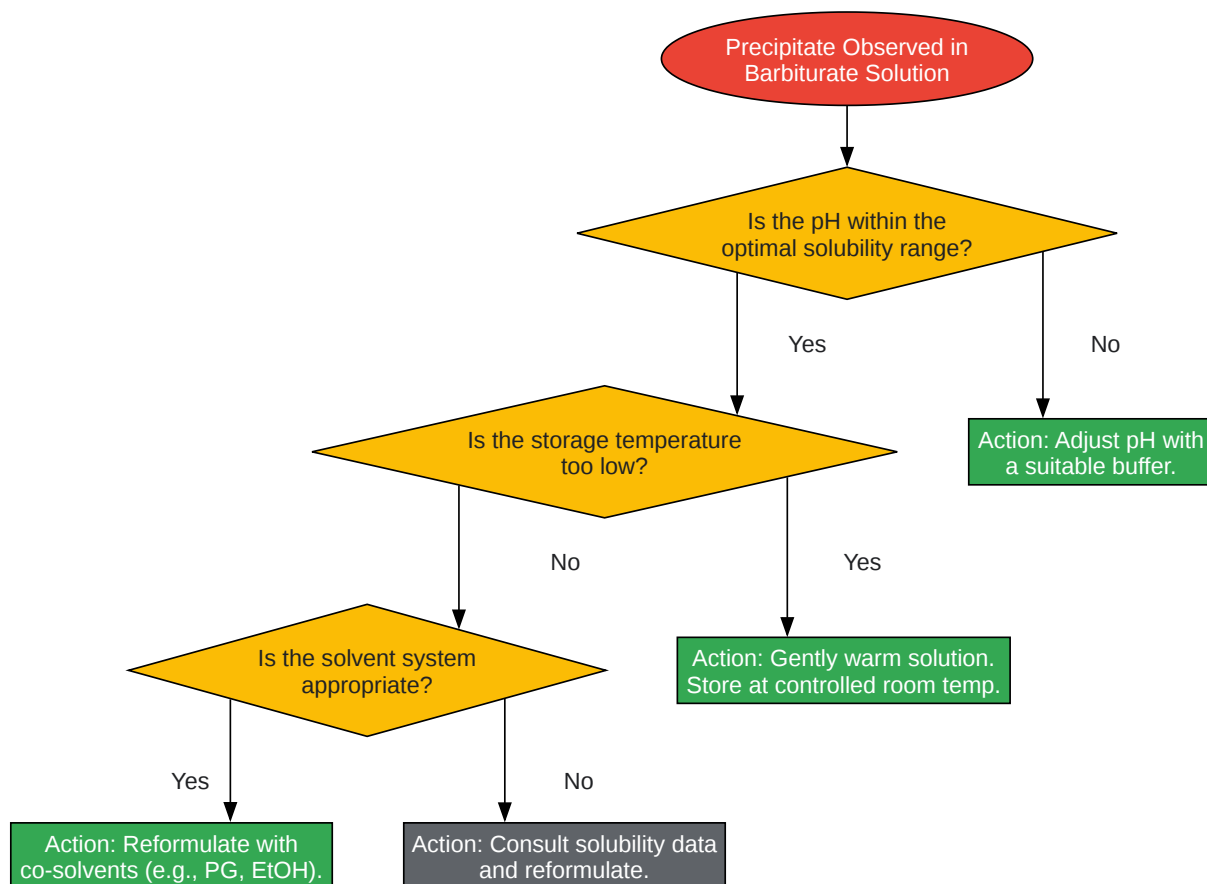 Precipitate Observed in
Barbiturate Solution
Is the pH within the
optimal solubility range?
Yes
No
Is the storage temperature
too low?
Action: Adjust pH with
a suitable buffer.
No
Yes
Is the solvent system
appropriate?
Action: Gently warm solution.
Store at controlled room temp.
Yes
No
Action: Reformulate with
co-solvents (e.g., PG, EtOH).
Action: Consult solubility data
and reformulate.